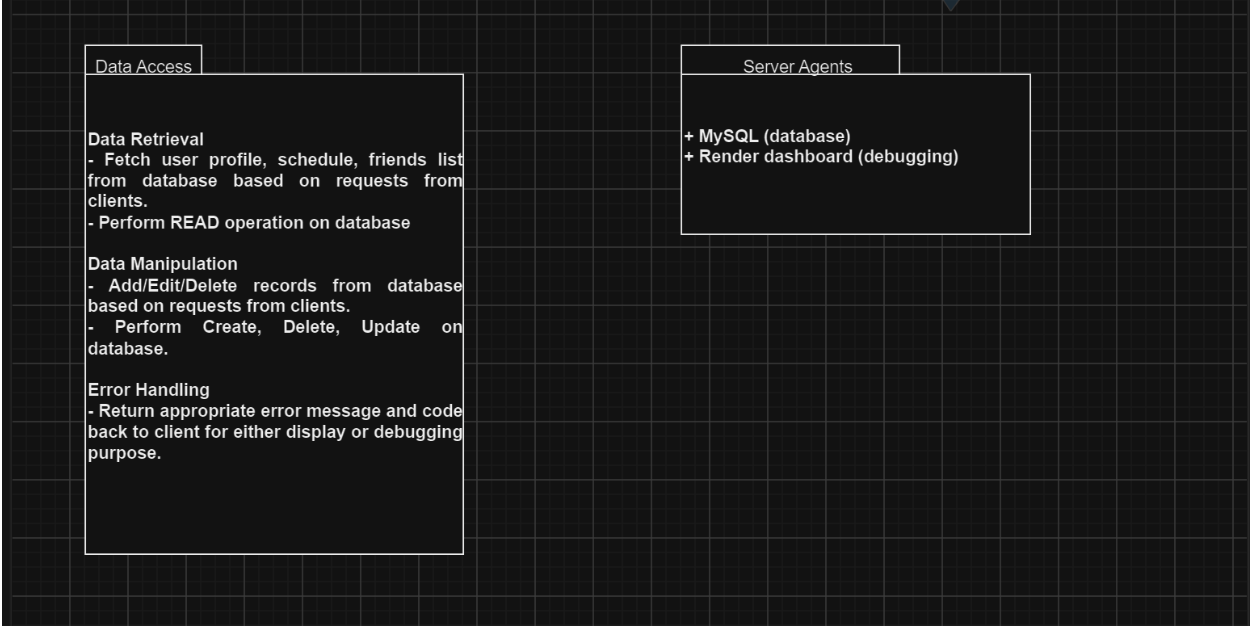 Data Access
Data Retrieval
- Fetch user profile, schedule, friends list
from database based on requests from
clients.
- Perform READ operation on database
Data Manipulation
- Add/Edit/Delete records from database
based on requests from clients.
- Perform Create, Delete, Update on
database.
Error Handling
- Return appropriate error message and code
back to client for either display or debugging
purpose.
Server Agents
+ MySQL (database)
+ Render dashboard (debugging)